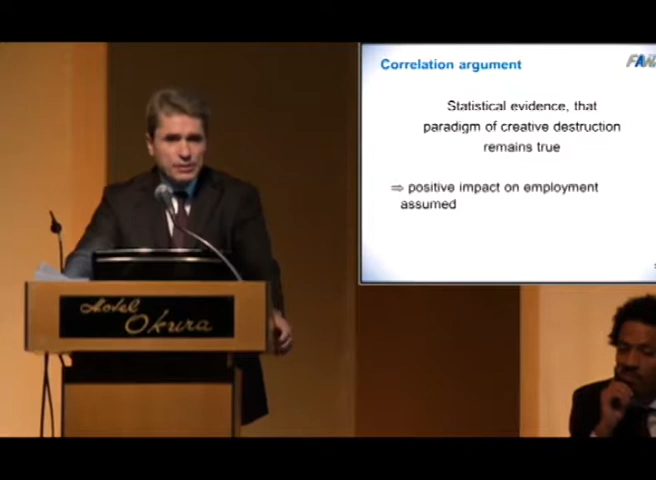 Correlation argument
Statistical evidence, that
paradigm of creative destruction
remains true
⇒ positive impact on employment
assumed
Hotel
Okura